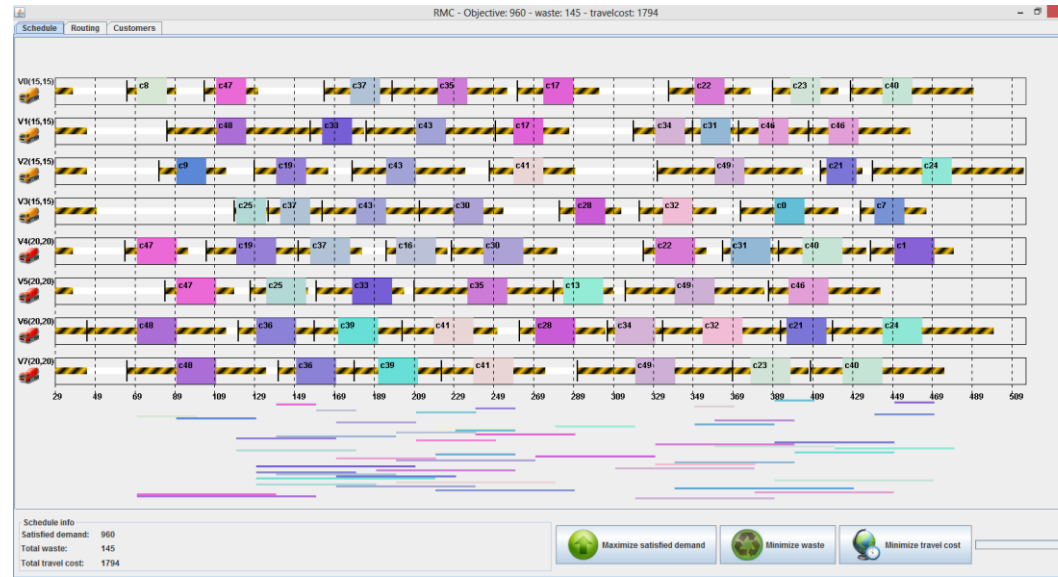 RMC - Objective: 960 - waste: 145 - travelcost: 1794
Schedule Routing Customers
V0(15,15) c8 c47 c37 c35 c17 c22 c23 c40
V1(15,15) c48 c33 c43 c17 c34 c31 c46 c46
V2(15,15) c9 c19 c43 c41 c49 c21 c24
V3(15,15) c25 c37 c43 c30 c28 c32 c0 c7
V4(20,20) c47 c19 c37 c16 c30 c22 c31 c40 c1
V5(20,20) c47 c25 c33 c35 c13 c49 c46
V6(20,20) c48 c36 c39 c41 c28 c34 c32 c21 c24
V7(20,20) c48 c36 c39 c41 c49 c23 c40
29 49 69 89 109 129 149 169 189 209 229 249 269 289 309 329 349 369 389 409 429 449 469 489 509
Schedule info
Satisfied demand: 960
Total waste: 145
Total travel cost: 1794
Maximize satisfied demand
Minimize waste
Minimize travel cost